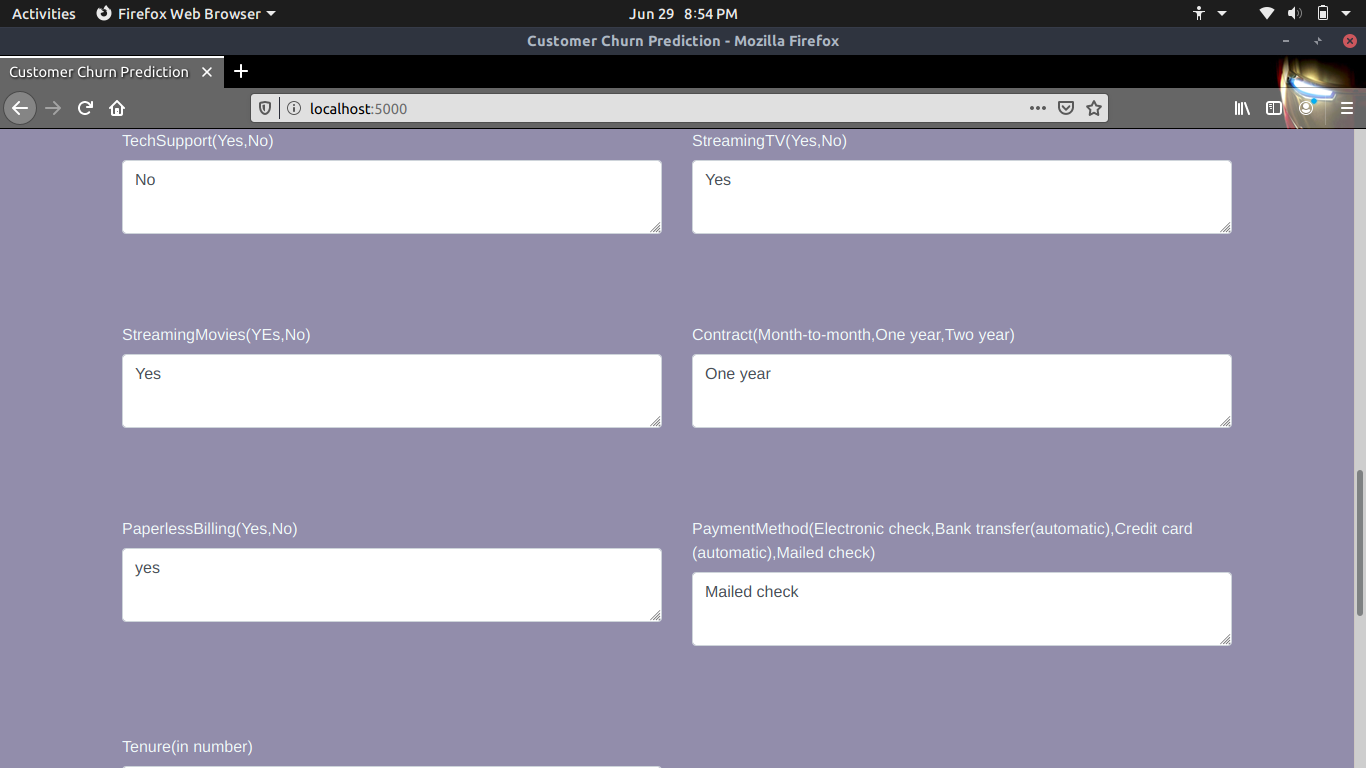 Activities Firefox Web Browser Jun 29 8:54 PM
Customer Churn Prediction - Mozilla Firefox
Customer Churn Prediction
localhost:5000
TechSupport(Yes,No)
No
StreamingTV(Yes,No)
Yes
StreamingMovies(YEs,No)
Yes
Contract(Month-to-month,One year,Two year)
One year
PaperlessBilling(Yes,No)
yes
PaymentMethod(Electronic check,Bank transfer(automatic),Credit card
(automatic),Mailed check)
Mailed check
Tenure(in number)